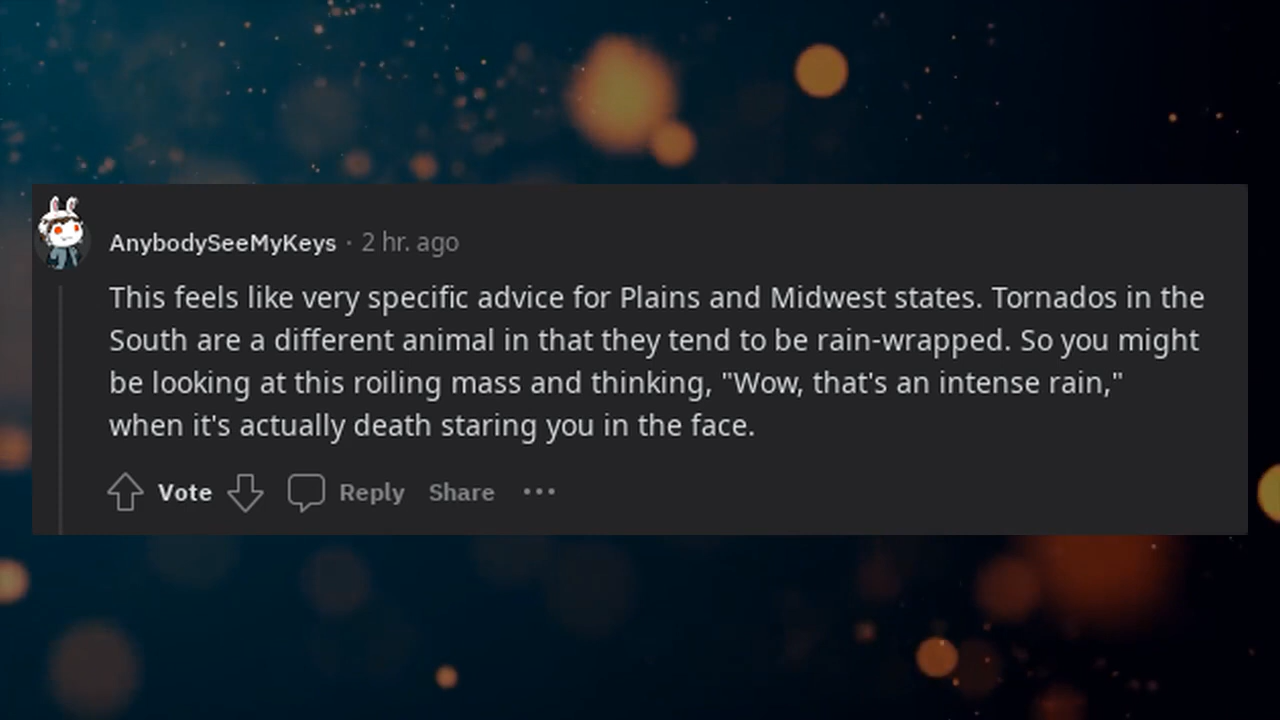 AnybodySeeMyKeys · 2 hr. ago
This feels like very specific advice for Plains and Midwest states. Tornados in the
South are a different animal in that they tend to be rain-wrapped. So you might
be looking at this roiling mass and thinking, "Wow, that's an intense rain,"
when it's actually death staring you in the face.
Vote Reply Share •••